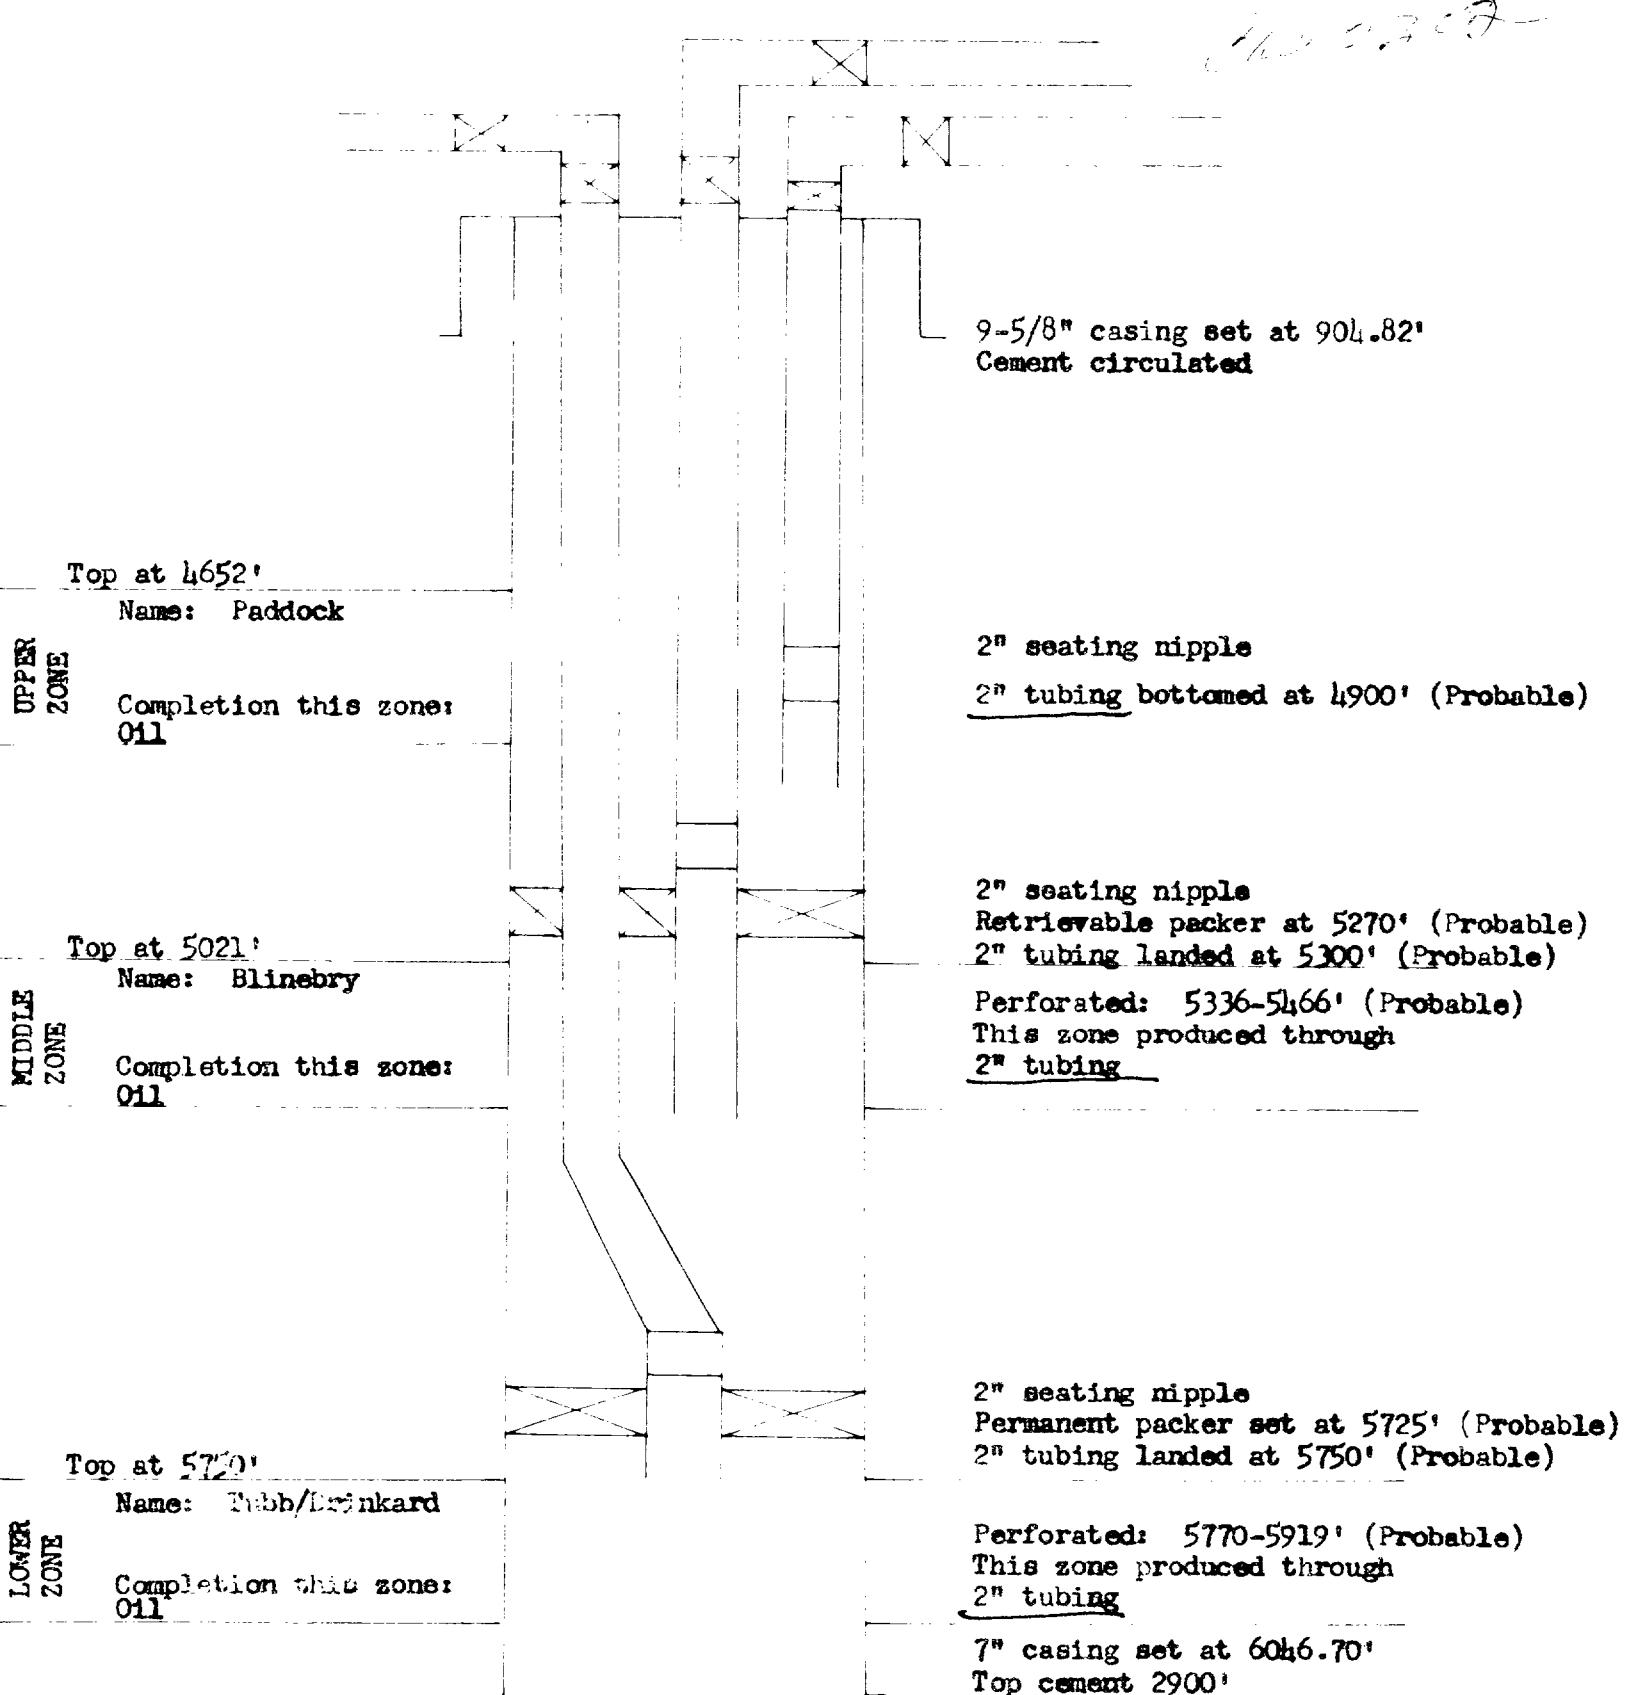 9-5/8" casing set at 904.82'
Cement circulated
Top at 4652'
UPPER
ZONE
Name: Paddock
Completion this zone:
Oil
2" seating nipple
2" tubing bottomed at 4900' (Probable)
2" seating nipple
Retrievable packer at 5270' (Probable)
2" tubing landed at 5300' (Probable)
Top at 5021'
MIDDLE
ZONE
Name: Blinebry
Completion this zone:
Oil
Perforated: 5336-5466' (Probable)
This zone produced through
2" tubing
2" seating nipple
Permanent packer set at 5725' (Probable)
2" tubing landed at 5750' (Probable)
Top at
LOWER
ZONE
Name: Tubb/Drinkard
Completion this zone:
Oil
Perforated: 5770-5919' (Probable)
This zone produced through
2" tubing
7" casing set at 6046.70'
Top cement 2900'